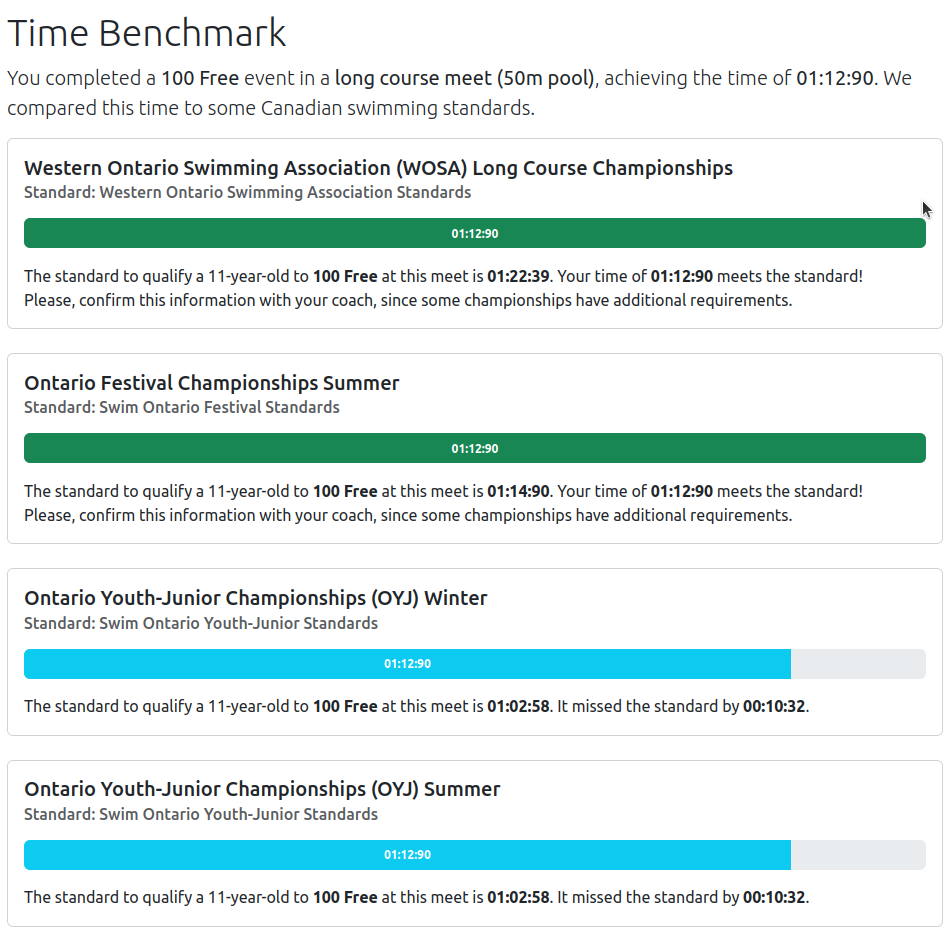 Time Benchmark
You completed a 100 Free event in a long course meet (50m pool), achieving the time of 01:12:90. We
compared this time to some Canadian swimming standards.
Western Ontario Swimming Association (WOSA) Long Course Championships
Standard: Western Ontario Swimming Association Standards
01:12:90
The standard to qualify a 11-year-old to 100 Free at this meet is 01:22:39. Your time of 01:12:90 meets the standard!
Please, confirm this information with your coach, since some championships have additional requirements.
Ontario Festival Championships Summer
Standard: Swim Ontario Festival Standards
01:12:90
The standard to qualify a 11-year-old to 100 Free at this meet is 01:14:90. Your time of 01:12:90 meets the standard!
Please, confirm this information with your coach, since some championships have additional requirements.
Ontario Youth-Junior Championships (OYJ) Winter
Standard: Swim Ontario Youth-Junior Standards
01:12:90
The standard to qualify a 11-year-old to 100 Free at this meet is 01:02:58. It missed the standard by 00:10:32.
Ontario Youth-Junior Championships (OYJ) Summer
Standard: Swim Ontario Youth-Junior Standards
01:12:90
The standard to qualify a 11-year-old to 100 Free at this meet is 01:02:58. It missed the standard by 00:10:32.